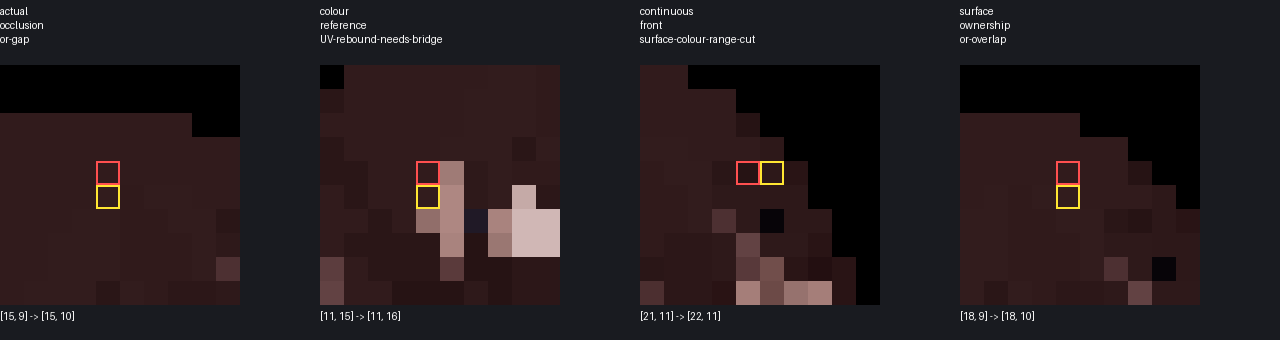 actual
occlusion
or-gap
colour
reference
UV-rebound-needs-bridge
continuous
front
surface-colour-range-cut
surface
ownership
or-overlap
[15, 9] -> [15, 10]
[11, 15] -> [11, 16]
[21, 11] -> [22, 11]
[18, 9] -> [18, 10]